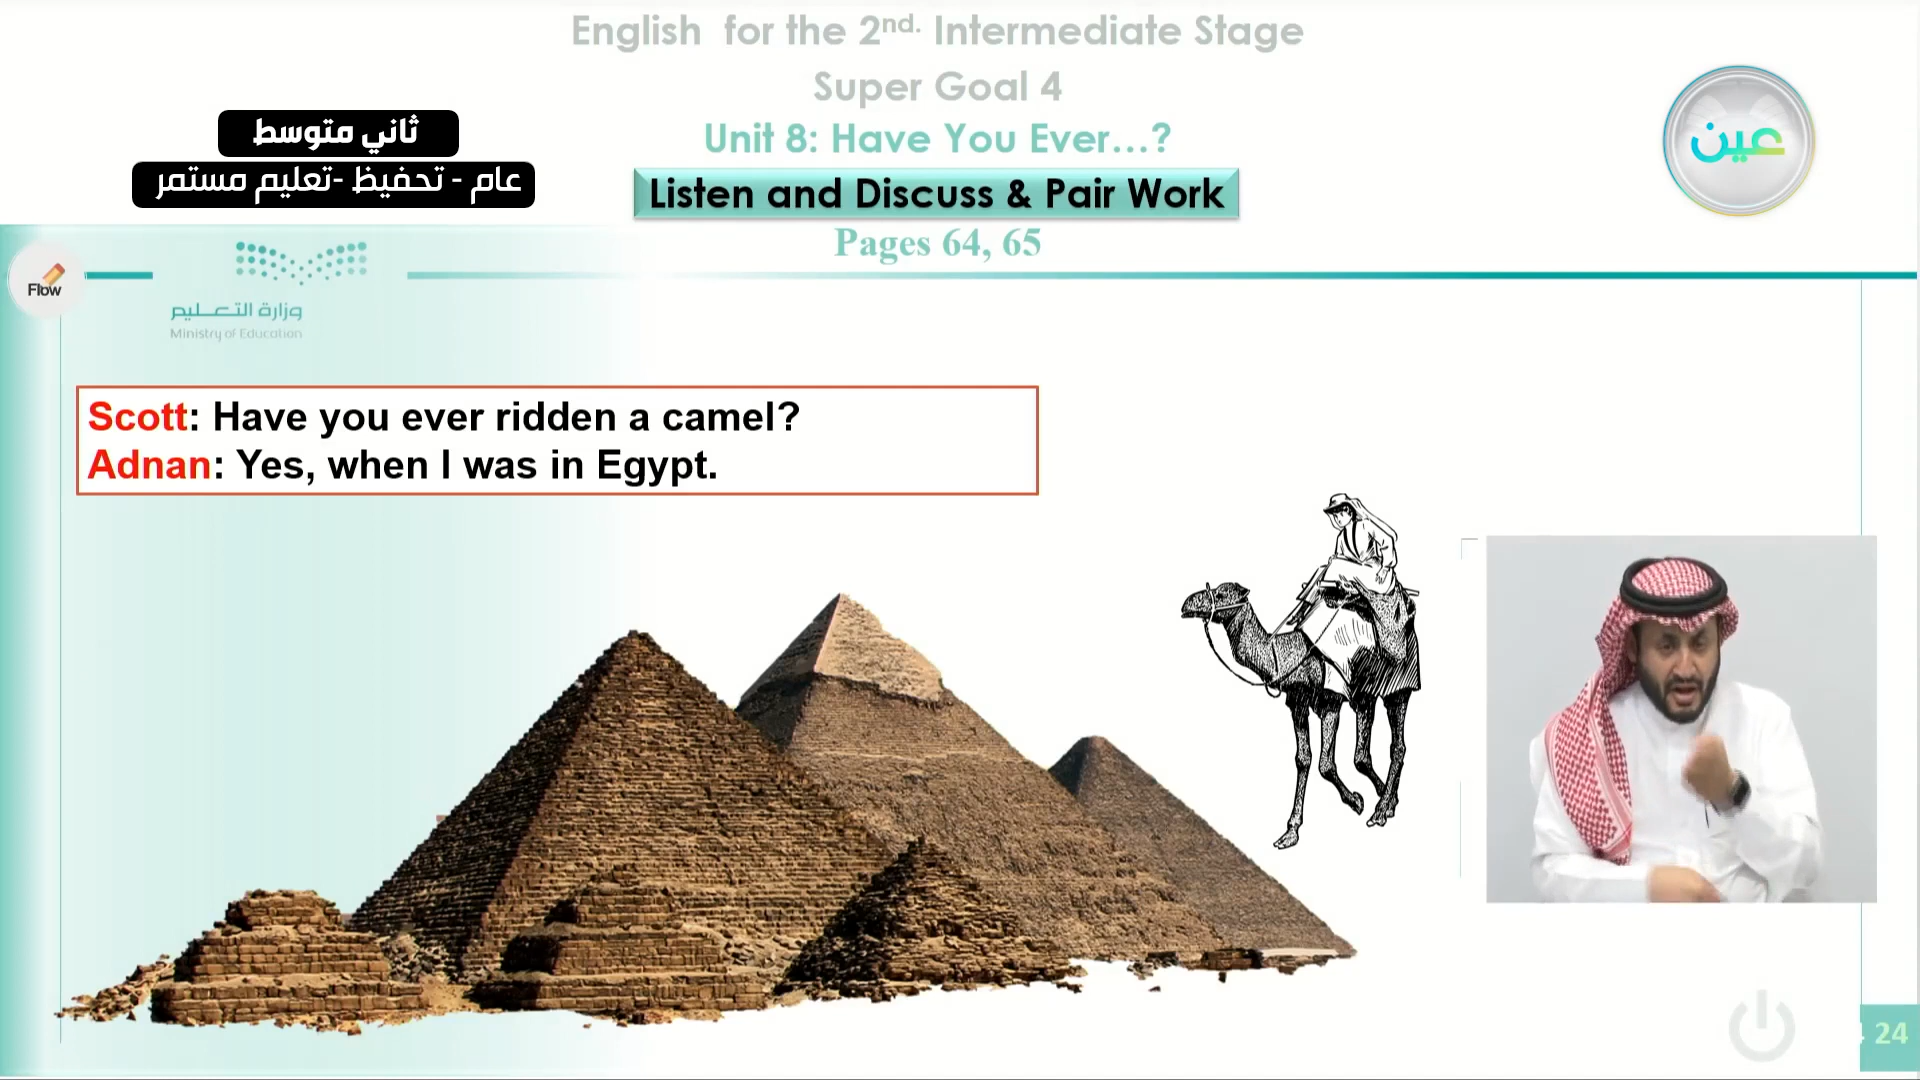 English for the 2nd. Intermediate Stage
Super Goal 4
Unit 8: Have You Ever...?
Listen and Discuss & Pair Work
Pages 64, 65
ثاني متوسط
عام - تحفيظ -تعليم مستمر
عين
Flow
وزارة التعليم
Ministry of Education
Scott: Have you ever ridden a camel?
Adnan: Yes, when I was in Egypt.
24